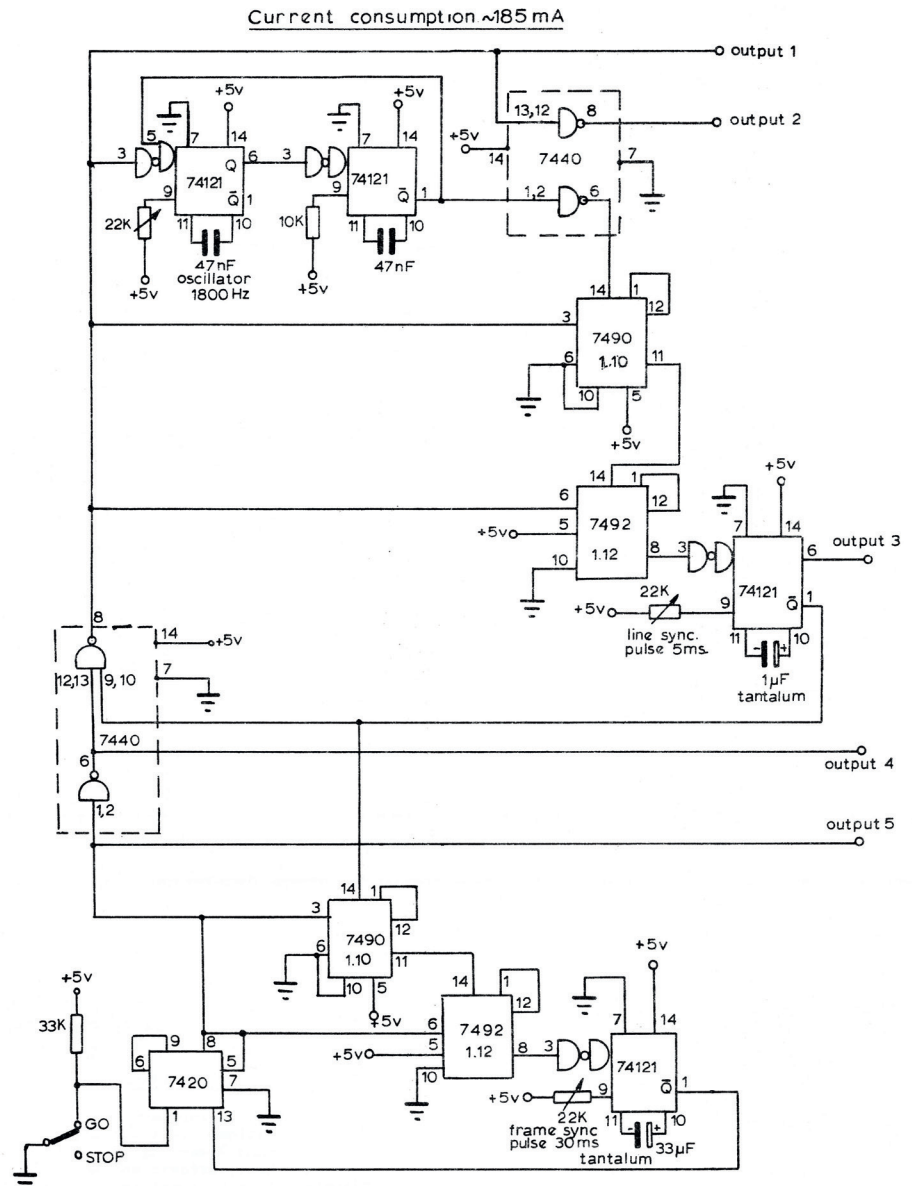 Current consumption ~185mA
output 1
+5v
+5v
13,12
8
output 2
5
7
14
7
14
+5v
14
7440
7
3
74121
Q
6
3
74121
Q̄
1
1,2
6
Q̄
1
9
9
22K
11
10
10K
11
10
47nF
47nF
oscillator
1800Hz
+5v
+5v
14
1
12
3
7490
6
1.10
11
10
5
+5v
14
1
12
6
7492
+5v
5
1.12
8
3
10
+5v
7
14
6
output 3
74121
Q̄
1
22K
+5v
9
line sync.
pulse 5ms.
11
10
-
+
1µF
tantalum
8
14
+5v
7
12,13
9,10
7440
6
1,2
output 4
output 5
14
1
3
12
7490
6
1.10
11
10
5
+5v
14
1
12
6
7492
+5v
5
1.12
8
3
10
+5v
7
14
74121
Q̄
1
+5v
9
22K
frame sync
pulse 30ms
11
10
-
+
33µF
tantalum
+5v
33K
9
8
6
5
7420
7
1
13
GO
STOP